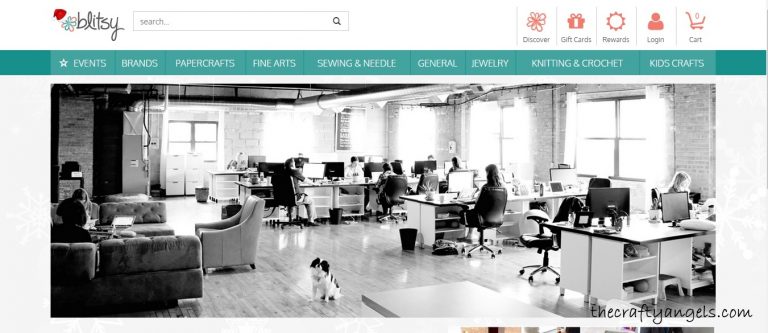 blitsy
search...
Discover
Gift Cards
Rewards
Login
0
Cart
EVENTS
BRANDS
PAPERCRAFTS
FINE ARTS
SEWING & NEEDLE
GENERAL
JEWELRY
KNITTING & CROCHET
KIDS CRAFTS
thecraftyangels.com